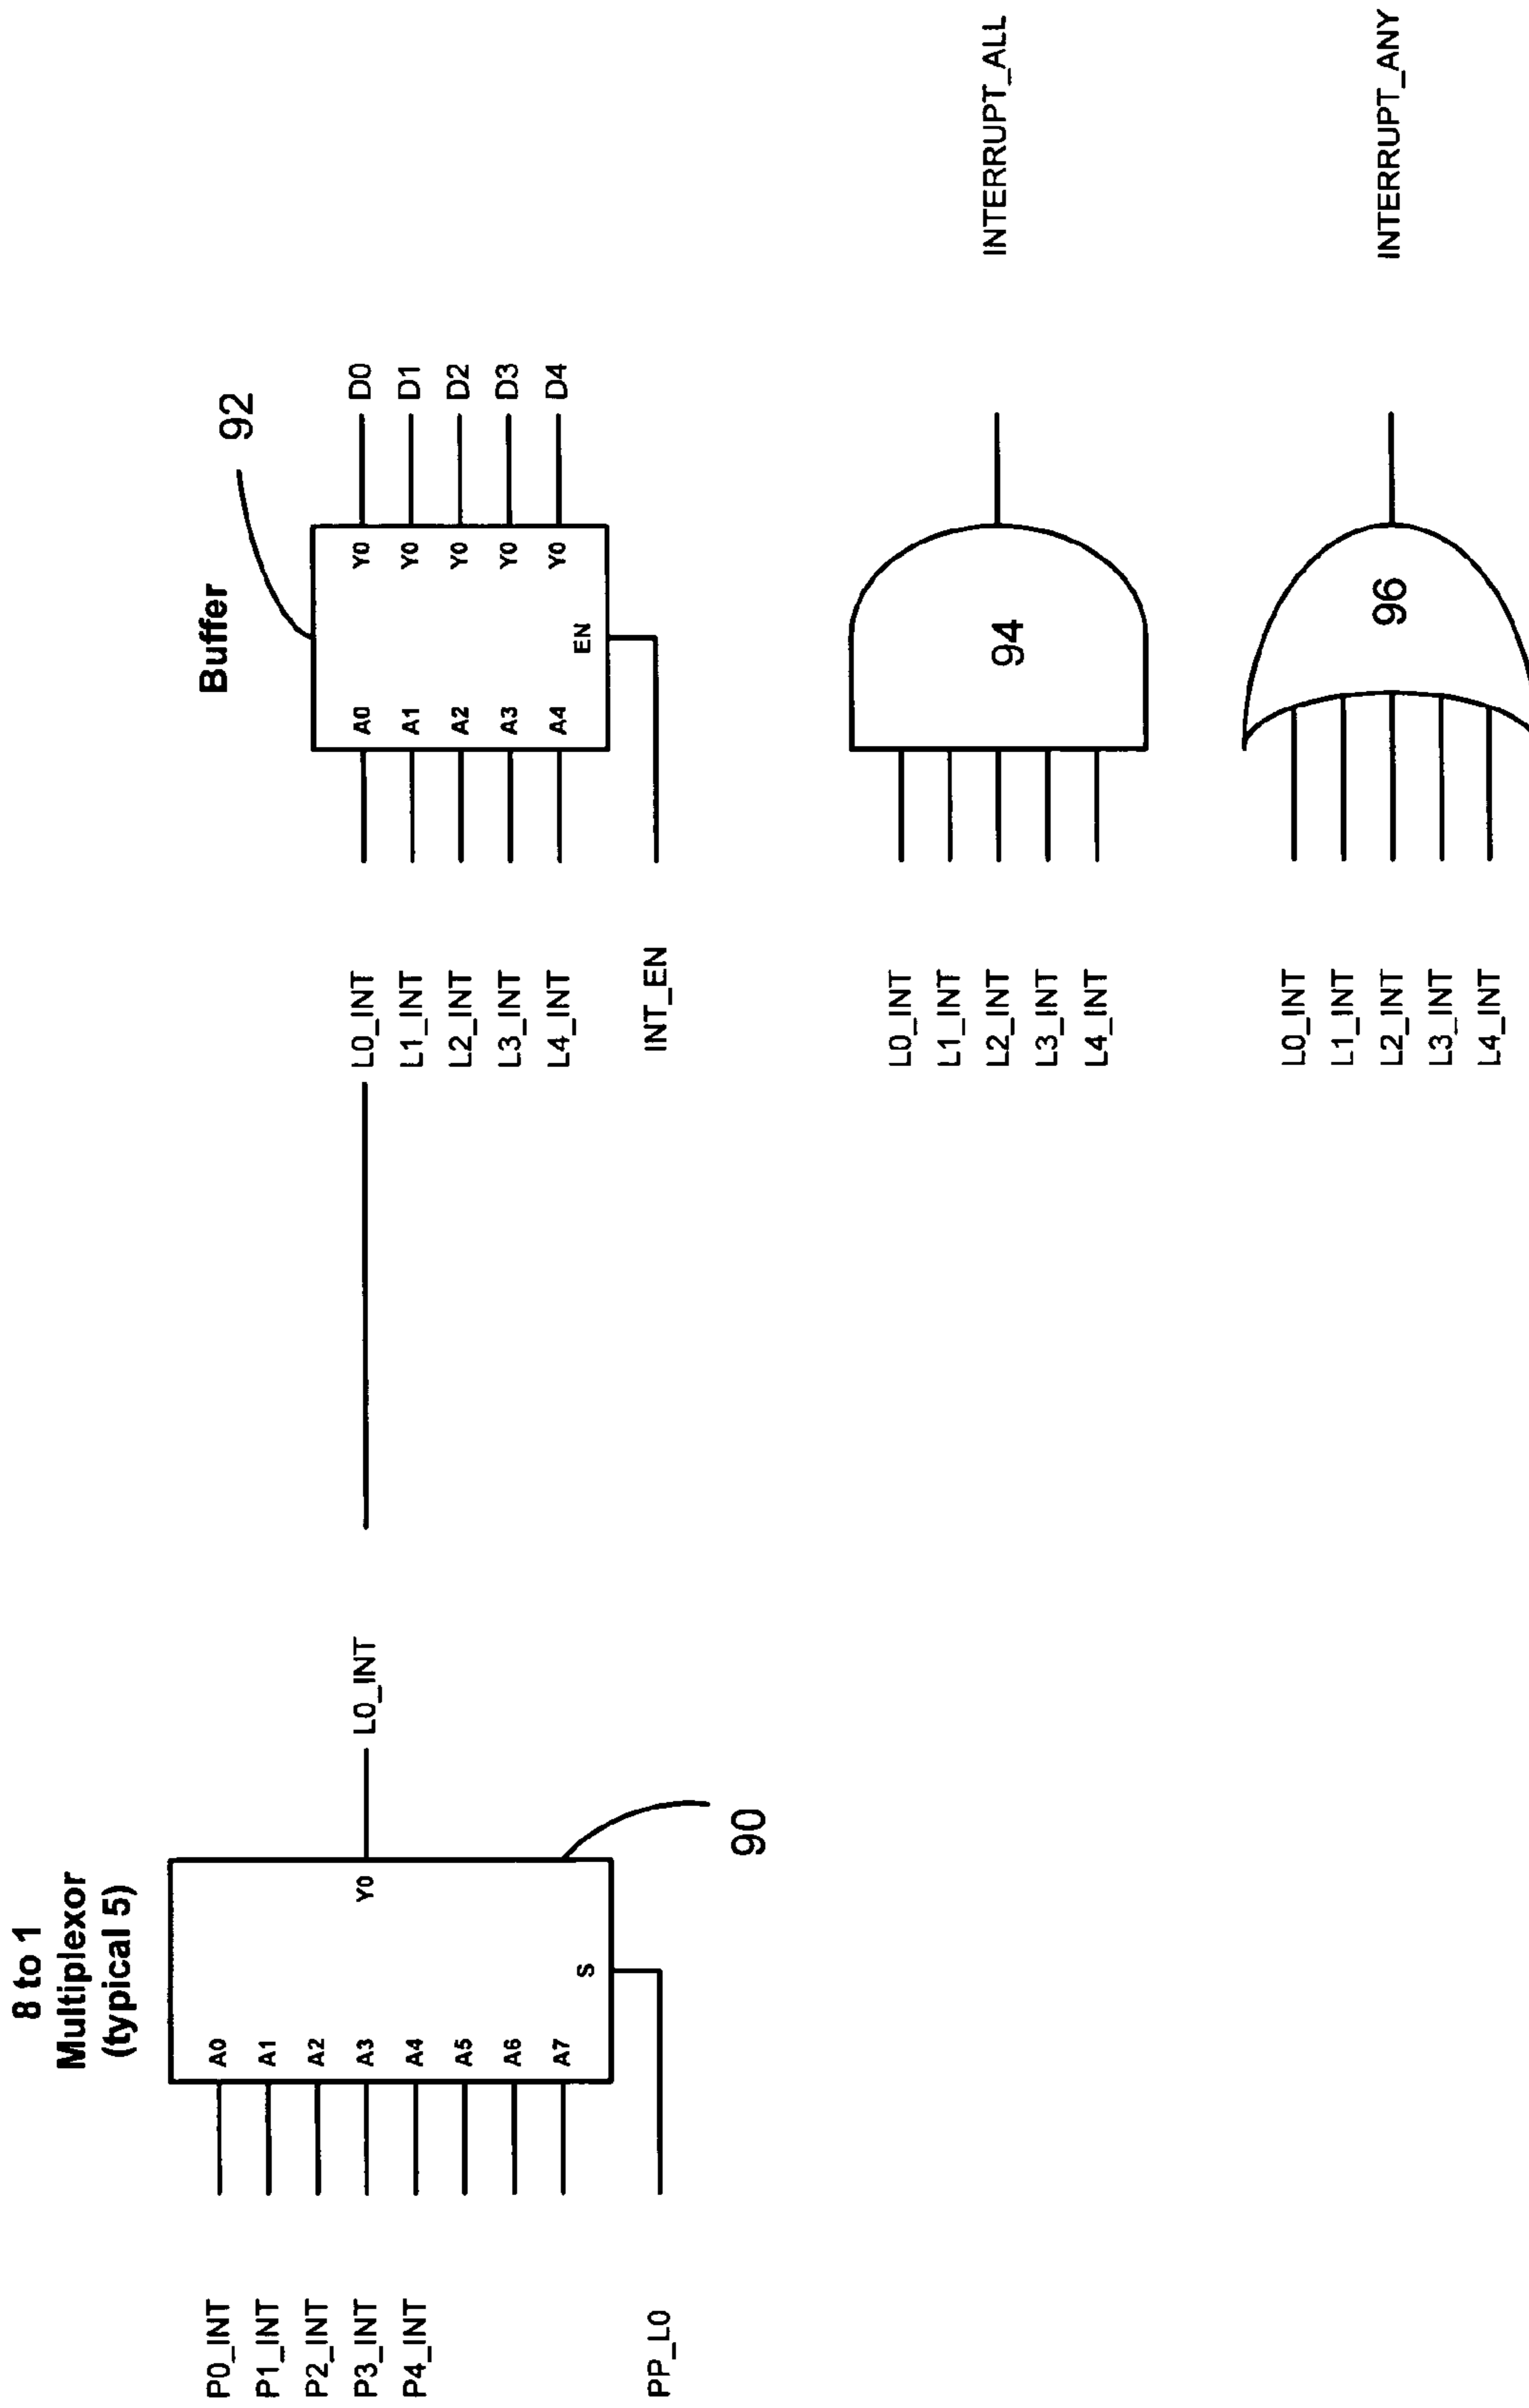 8 to 1
Multiplexor
(typical 5)
P0_INT
P1_INT
P2_INT
P3_INT
P4_INT
PP_L0
A0
A1
A2
A3
A4
A5
A6
A7
S
Y0
90
L0_INT
Buffer
92
L0_INT
L1_INT
L2_INT
L3_INT
L4_INT
INT_EN
A0
A1
A2
A3
A4
EN
Y0
Y0
Y0
Y0
Y0
D0
D1
D2
D3
D4
L0_INT
L1_INT
L2_INT
L3_INT
L4_INT
94
INTERRUPT_ALL
L0_INT
L1_INT
L2_INT
L3_INT
L4_INT
96
INTERRUPT_ANY